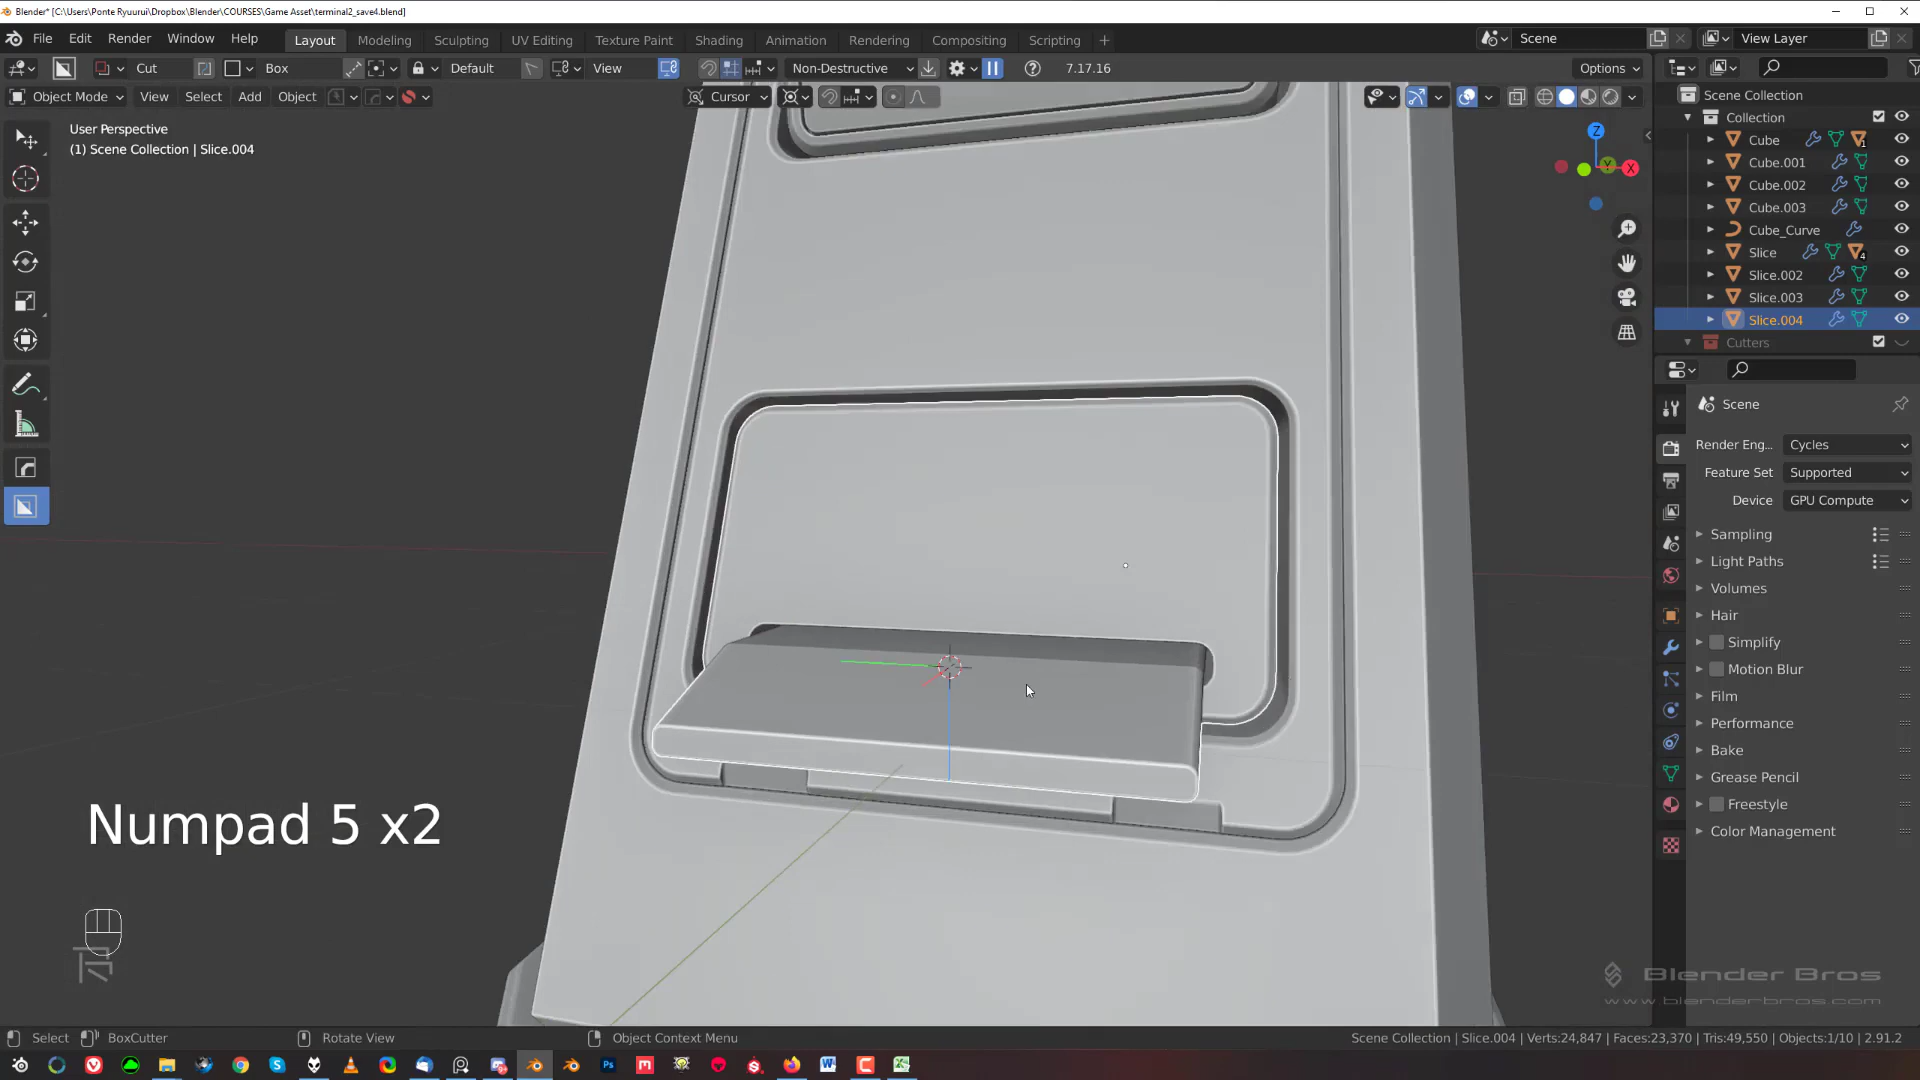 Blender* [C:\Users\Ponte Ryuurui\Dropbox\Blender\COURSES\Game Asset\terminal2_save4.blend]
File Edit Render Window Help Layout Modeling Sculpting UV Editing Texture Paint Shading Animation Rendering Compositing Scripting + Scene View Layer
Cut Box Default View Non-Destructive 7.17.16 Options
Object Mode View Select Add Object Cursor
User Perspective
(1) Scene Collection | Slice.004
Z
Y
X
Scene Collection
Collection
Cube 1
Cube.001
Cube.002
Cube.003
Cube_Curve
Slice 4
Slice.002
Slice.003
Slice.004
Cutters
Scene
Render Eng... Cycles
Feature Set Supported
Device GPU Compute
Sampling
Light Paths
Volumes
Hair
Simplify
Motion Blur
Film
Performance
Bake
Grease Pencil
Freestyle
Color Management
Numpad 5 x2
Blender Bros
www.blenderbros.com
Select BoxCutter Rotate View Object Context Menu Scene Collection | Slice.004 | Verts:24,847 | Faces:23,370 | Tris:49,550 | Objects:1/10 | 2.91.2